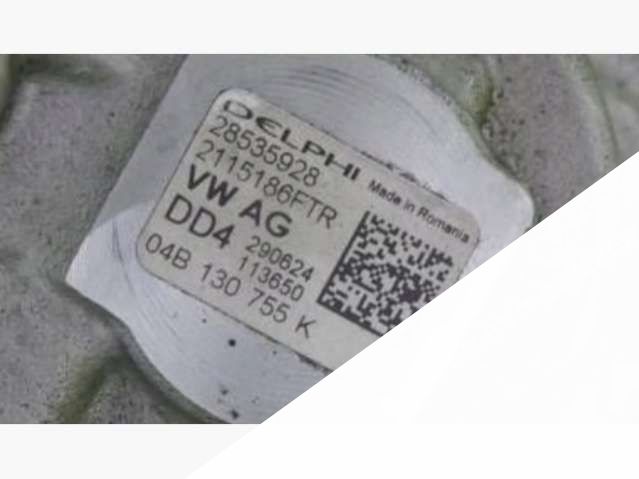 DELPHI
28535928
2115186FTR
Made in Romania
VW AG
DD4
290624
113650
04B 130 755 K